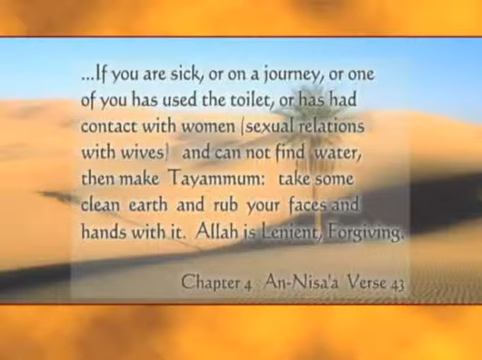 ...If you are sick, or on a journey, or one
of you has used the toilet, or has had
contact with women (sexual relations
with wives) and can not find water,
then make Tayammum: take some
clean earth and rub your faces and
hands with it. Allah is Lenient, Forgiving.
Chapter 4 An-Nisa'a Verse 43